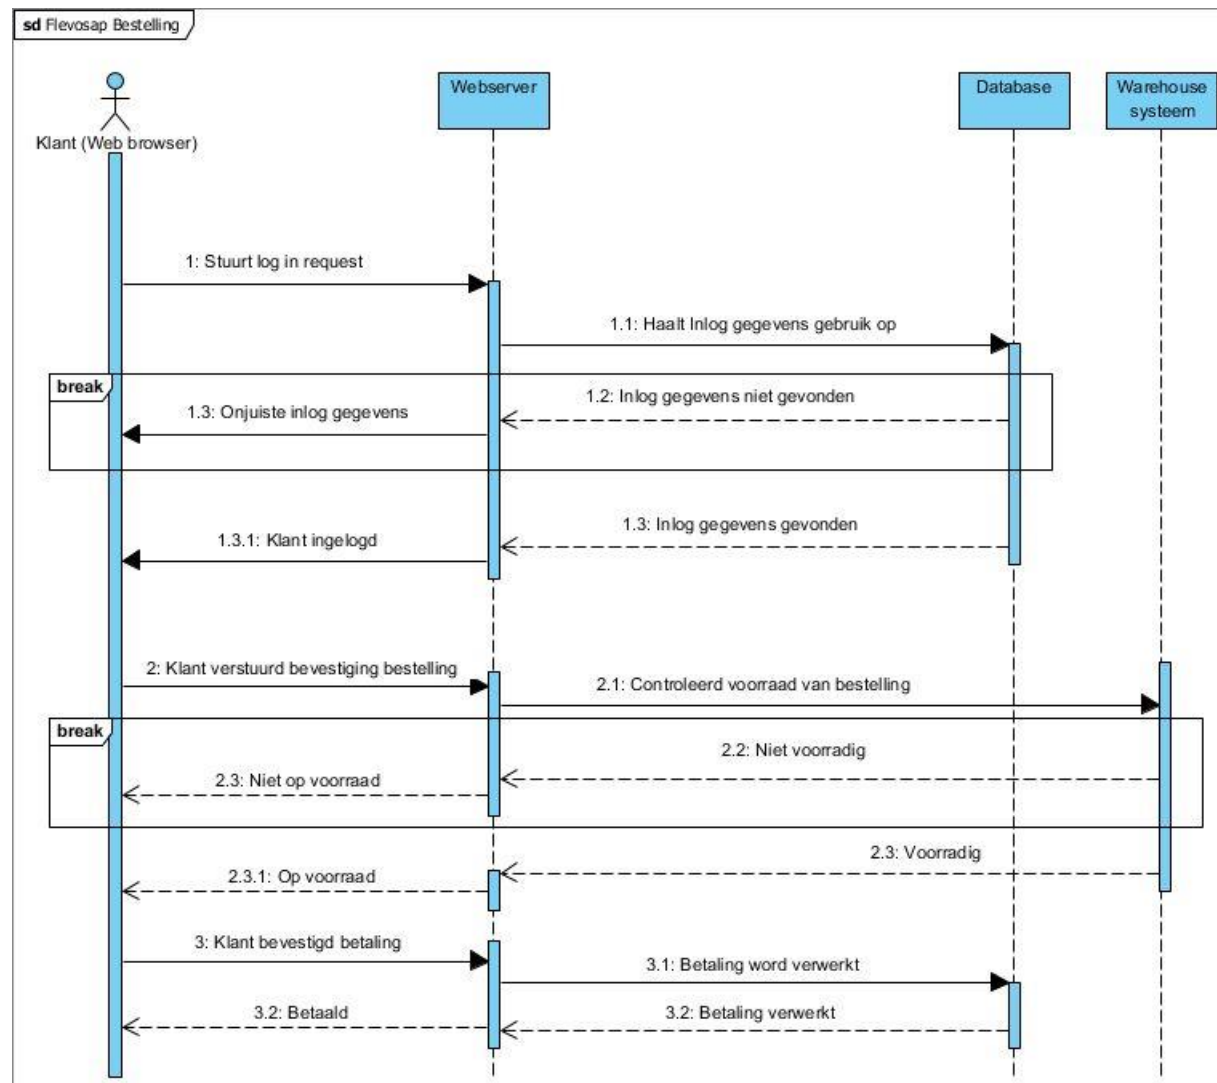 sd Flevosap Bestelling
Webserver
Database
Warehouse
systeem
Klant (Web browser)
1: Stuurt log in request
1.1: Haalt Inlog gegevens gebruik op
break
1.2: Inlog gegevens niet gevonden
1.3: Onjuiste inlog gegevens
1.3: Inlog gegevens gevonden
1.3.1: Klant ingelogd
2: Klant verstuurd bevestiging bestelling
2.1: Controleerd voorraad van bestelling
break
2.2: Niet voorradig
2.3: Niet op voorraad
2.3: Voorradig
2.3.1: Op voorraad
3: Klant bevestigd betaling
3.1: Betaling word verwerkt
3.2: Betaald
3.2: Betaling verwerkt